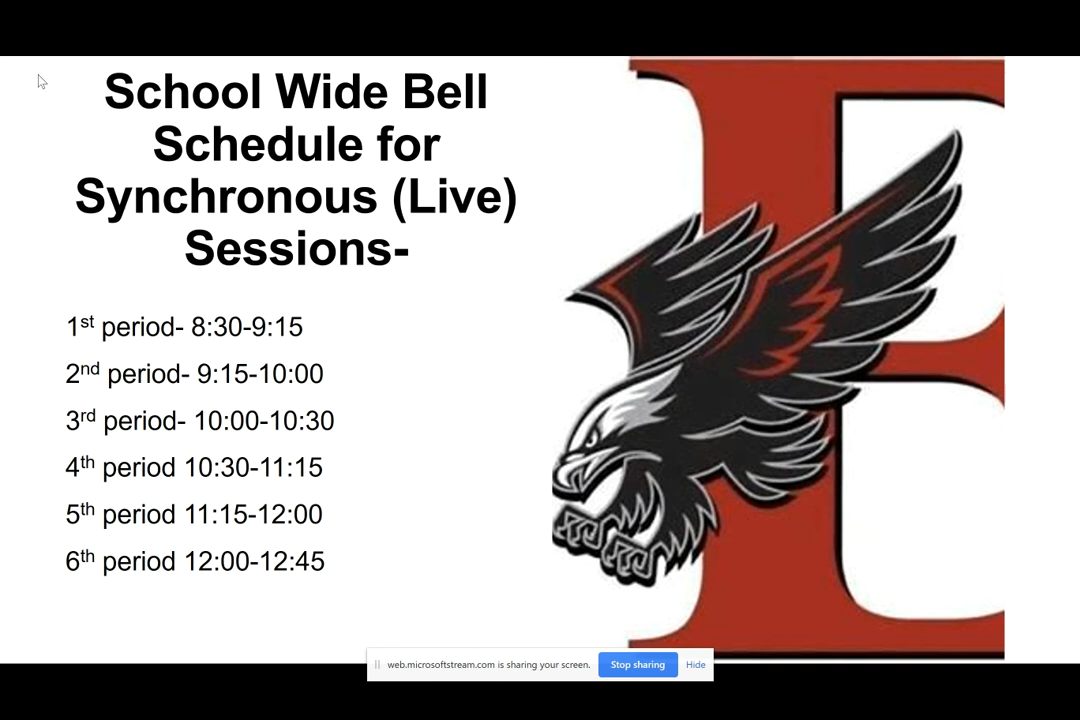 School Wide Bell
Schedule for
Synchronous (Live)
Sessions-
1st period- 8:30-9:15
2nd period- 9:15-10:00
3rd period- 10:00-10:30
4th period 10:30-11:15
5th period 11:15-12:00
6th period 12:00-12:45
E
web.microsoftstream.com is sharing your screen. Stop sharing Hide